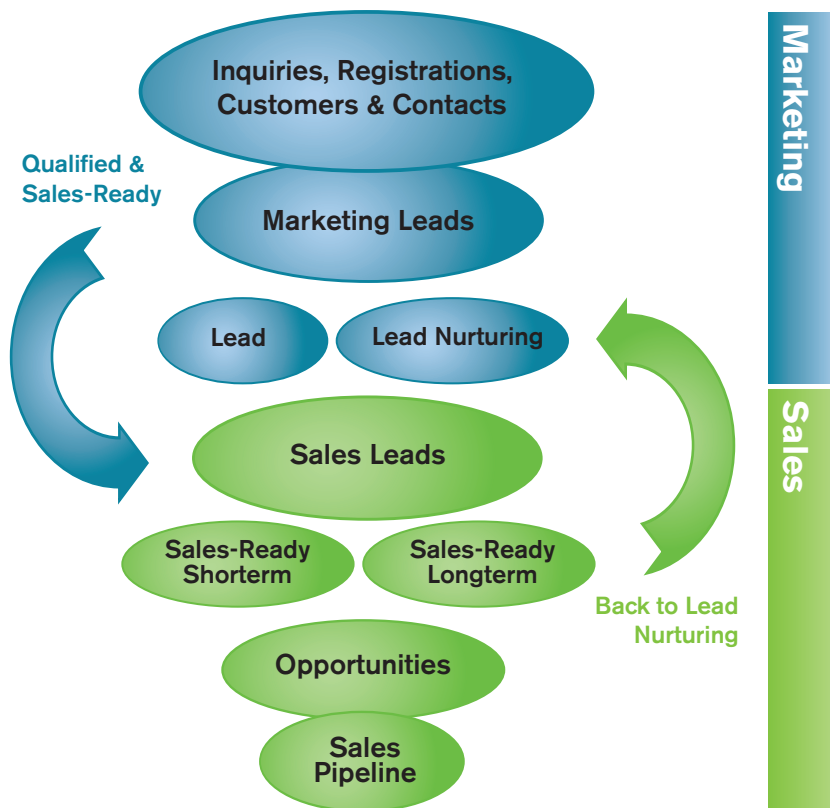 Inquiries, Registrations,
Customers & Contacts
Marketing
Qualified &
Sales-Ready
Marketing Leads
Lead
Lead Nurturing
Sales Leads
Sales
Sales-Ready
Shorterm
Sales-Ready
Longterm
Back to Lead
Nurturing
Opportunities
Sales
Pipeline